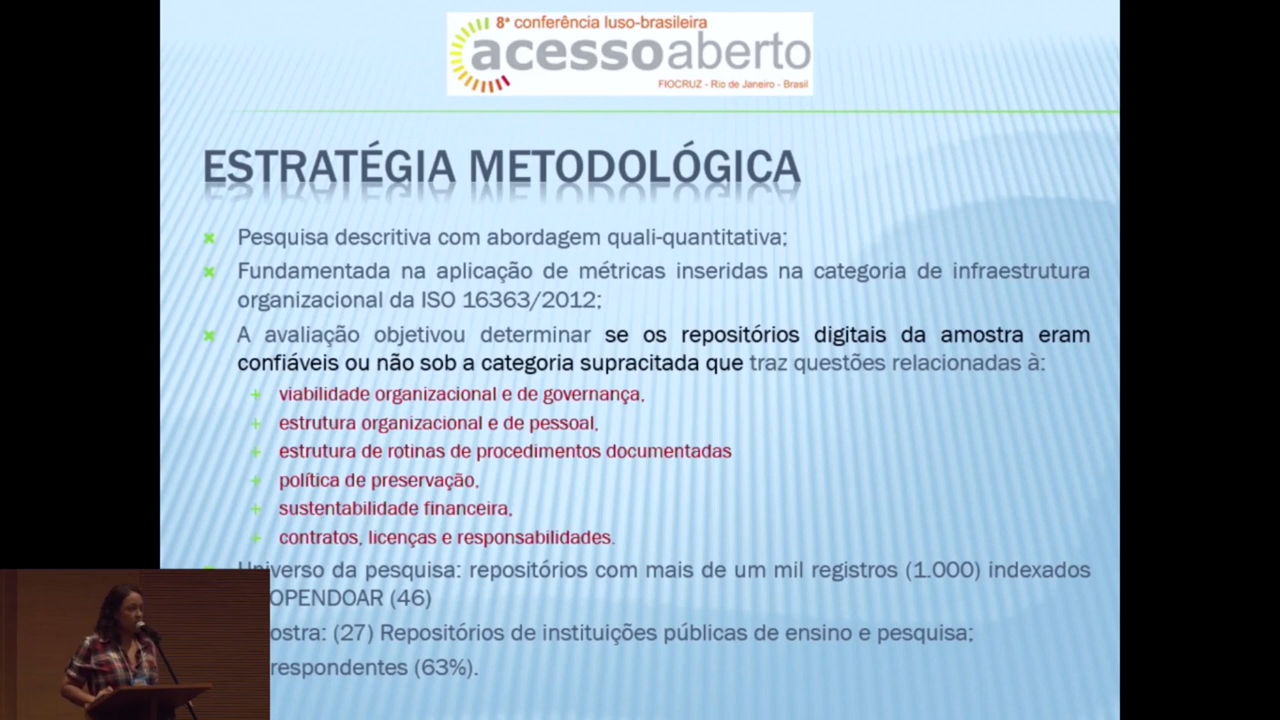 8ª conferência luso-brasileira
acessoaberto
FIOCRUZ - Rio de Janeiro - Brasil
ESTRATÉGIA METODOLÓGICA
Pesquisa descritiva com abordagem quali-quantitativa;
Fundamentada na aplicação de métricas inseridas na categoria de infraestrutura
organizacional da ISO 16363/2012;
A avaliação objetivou determinar se os repositórios digitais da amostra eram
confiáveis ou não sob a categoria supracitada que traz questões relacionadas à:
viabilidade organizacional e de governança,
estrutura organizacional e de pessoal,
estrutura de rotinas de procedimentos documentadas
política de preservação,
sustentabilidade financeira,
contratos, licenças e responsabilidades.
Universo da pesquisa: repositórios com mais de um mil registros (1.000) indexados
OPENDOAR (46)
ostra: (27) Repositórios de instituições públicas de ensino e pesquisa;
respondentes (63%).